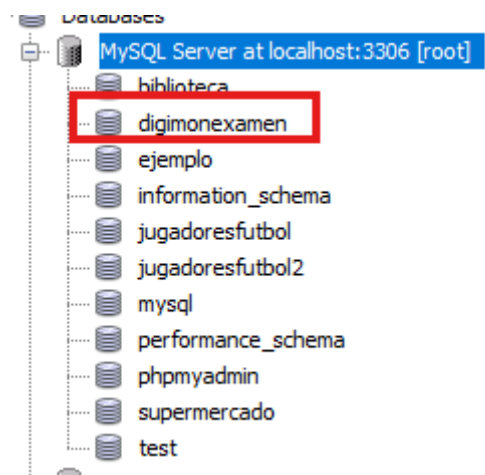 Databases
MySQL Server at localhost:3306 [root]
biblioteca
digimonexamen
ejemplo
information_schema
jugadoresfutbol
jugadoresfutbol2
mysql
performance_schema
phpmyadmin
supermercado
test